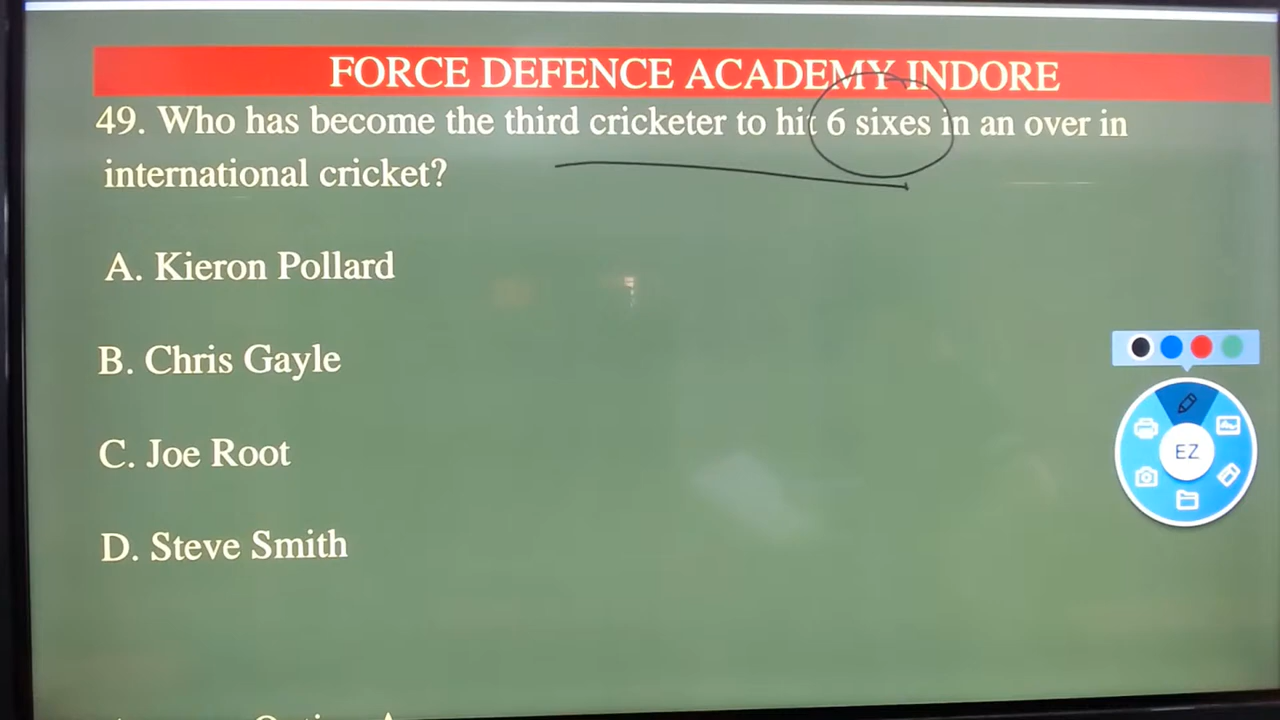 FORCE DEFENCE ACADEMY INDORE
49. Who has become the third cricketer to hit 6 sixes in an over in
international cricket?
A. Kieron Pollard
B. Chris Gayle
C. Joe Root
D. Steve Smith
EZ